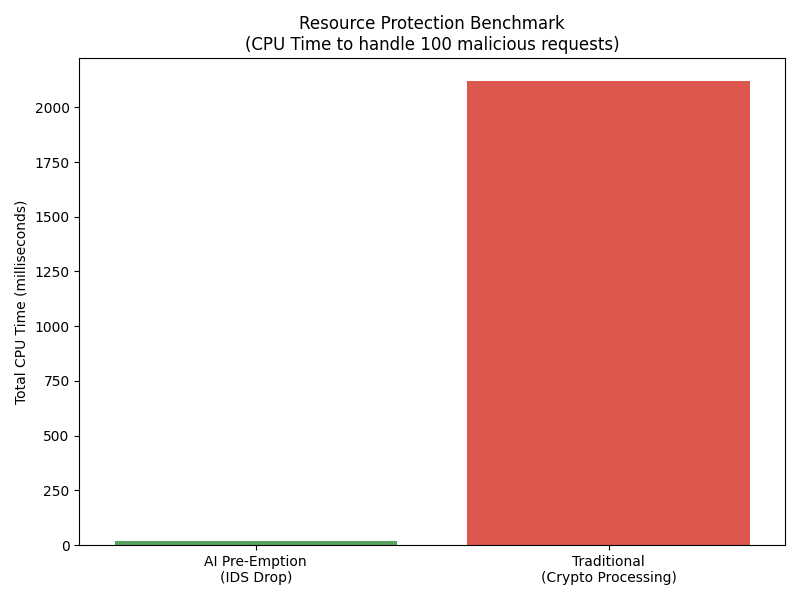 Resource Protection Benchmark
(CPU Time to handle 100 malicious requests)
Total CPU Time (milliseconds)
2000
1750
1500
1250
1000
750
500
250
0
AI Pre-Emption
(IDS Drop)
Traditional
(Crypto Processing)